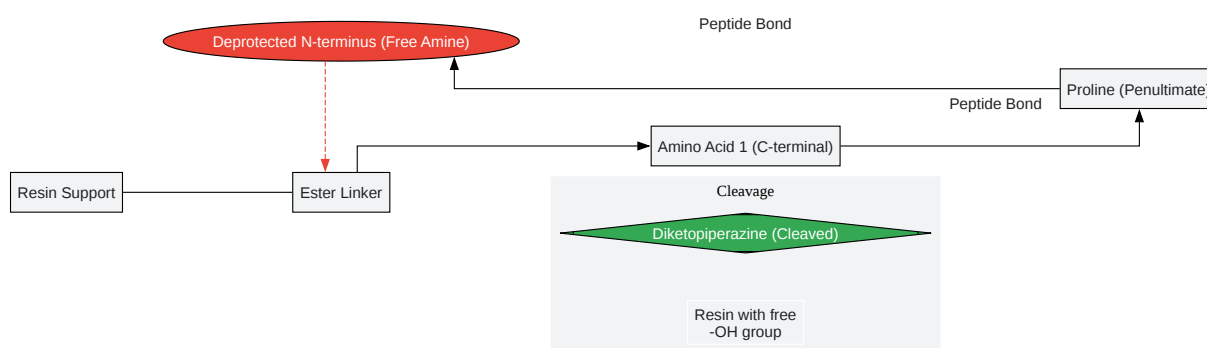 Peptide Bond
Deprotected N-terminus (Free Amine)
Proline (Penultimate)
Peptide Bond
Amino Acid 1 (C-terminal)
Resin Support
Ester Linker
Cleavage
Diketopiperazine (Cleaved)
Resin with free
-OH group